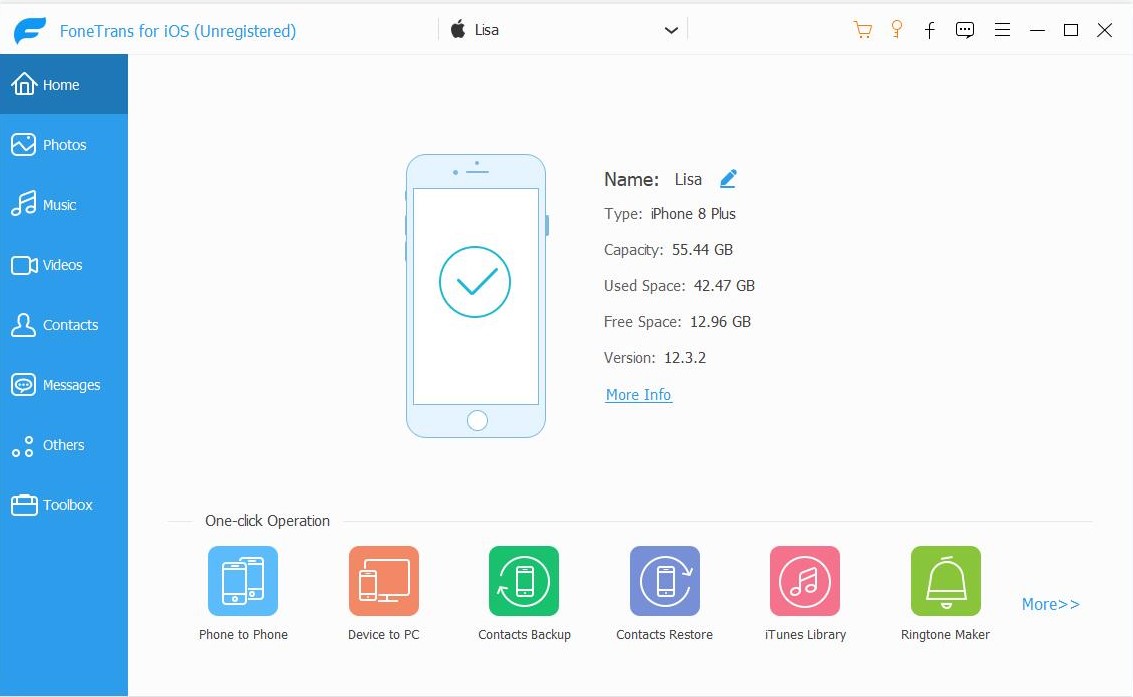 FoneTrans for iOS (Unregistered)
Lisa
Home
Photos
Music
Videos
Contacts
Messages
Others
Toolbox
Name: Lisa
Type: iPhone 8 Plus
Capacity: 55.44 GB
Used Space: 42.47 GB
Free Space: 12.96 GB
Version: 12.3.2
More Info
One-click Operation
Phone to Phone
Device to PC
Contacts Backup
Contacts Restore
iTunes Library
Ringtone Maker
More>>